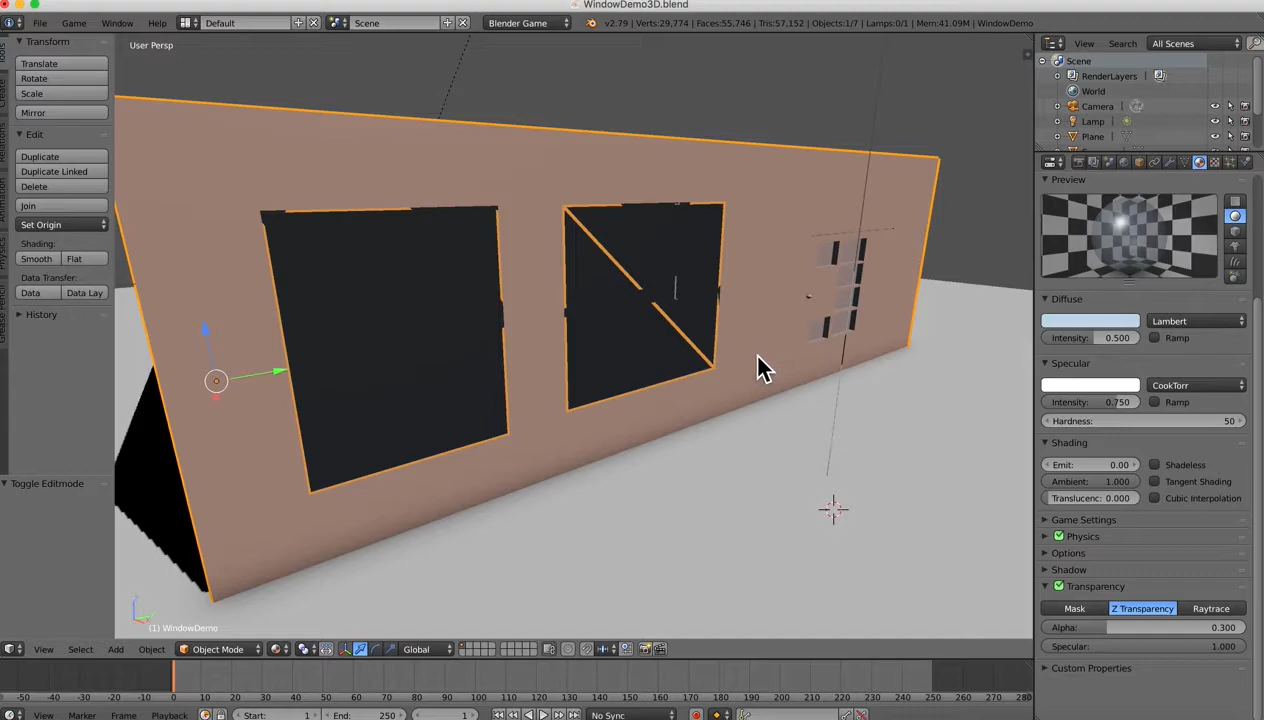 WindowDemo3D.blend
File Game Window Help Default Scene Blender Game v2.79 | Verts:29,774 | Faces:55,746 | Tris:57,152 | Objects:1/7 | Lamps:0/1 | Mem:41.09M | WindowDemo
Transform
Translate
Rotate
Scale
Mirror
Edit
Duplicate
Duplicate Linked
Delete
Join
Set Origin
Shading:
Smooth Flat
Data Transfer:
Data Data Lay
History
Toggle Editmode
Tools
Create
Relations
Animation
Physics
Grease Pencil
User Persp
(1) WindowDemo
View Select Add Object Object Mode Global
View Search All Scenes
Scene
RenderLayers
World
Camera
Lamp
Plane
Preview
Diffuse
Lambert
Intensity: 0.500 Ramp
Specular
CookTorr
Intensity: 0.750 Ramp
Hardness: 50
Shading
Emit: 0.00 Shadeless
Ambient: 1.000 Tangent Shading
Translucenc: 0.000 Cubic Interpolation
Game Settings
Physics
Options
Shadow
Transparency
Mask Z Transparency Raytrace
Alpha: 0.300
Specular: 1.000
Custom Properties
-50 -40 -30 -20 -10 0 10 20 30 40 50 60 70 80 90 100 110 120 130 140 150 160 170 180 190 200 210 220 230 240 250 260 270 280
View Marker Frame Playback Start: 1 End: 250 1 No Sync